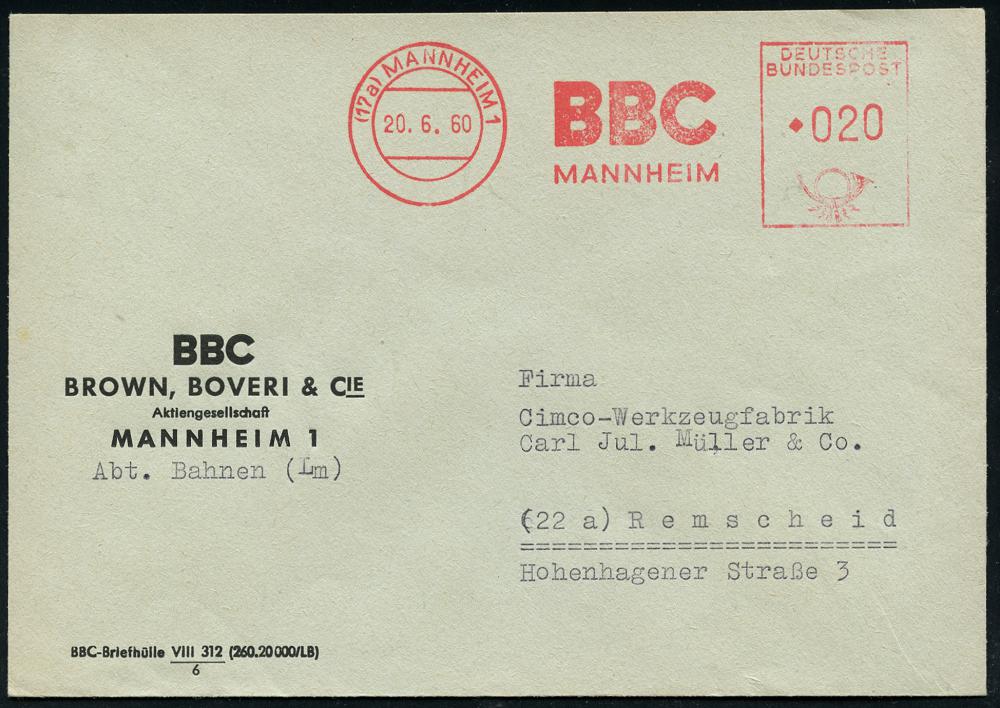 (17a) MANNHEIM 1
20. 6. 60
BBC
MANNHEIM
DEUTSCHE
BUNDESPOST
020
BBC
BROWN, BOVERI & CIE
Aktiengesellschaft
MANNHEIM 1
Abt. Bahnen (Lm)
Firma
Cimco-Werkzeugfabrik
Carl Jul. Müller & Co.
(22 a) R e m s c h e i d
=========================
Hohenhagener Straße 3
BBC-Briefhülle VIII 312 (260.20000/LB)
6